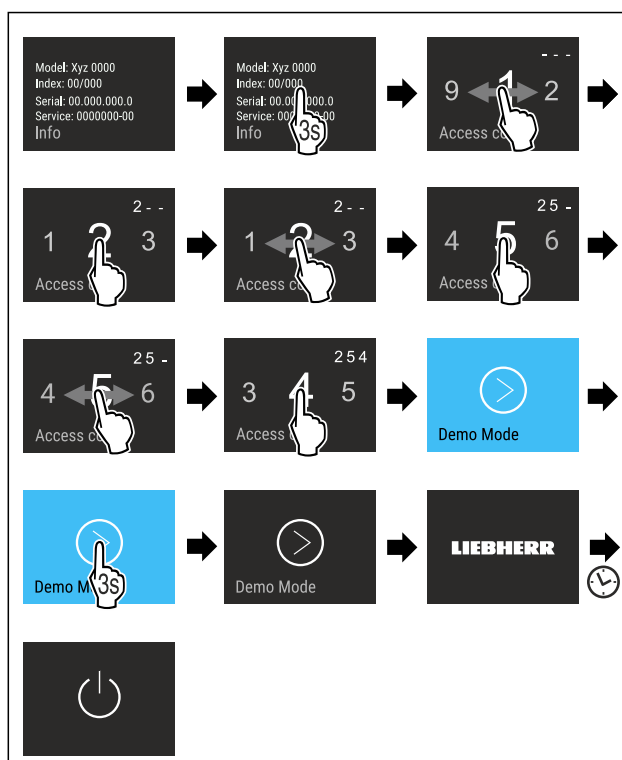 Model: Xyz 0000
Index: 00/000
Serial: 00.000.000.0
Service: 0000000-00
Info
Model: Xyz 0000
Index: 00/000
Serial: 00.000.000.0
Service: 0000000-00
Info
3s
- - -
9 1 2
Access
2 - -
1 2 3
Access
2 - -
1 2 3
Access
2 5 -
4 5 6
Access
2 5 -
4 5 6
Access
2 5 4
3 4 5
Access
Demo Mode
Demo M
3s
Demo Mode
LIEBHERR